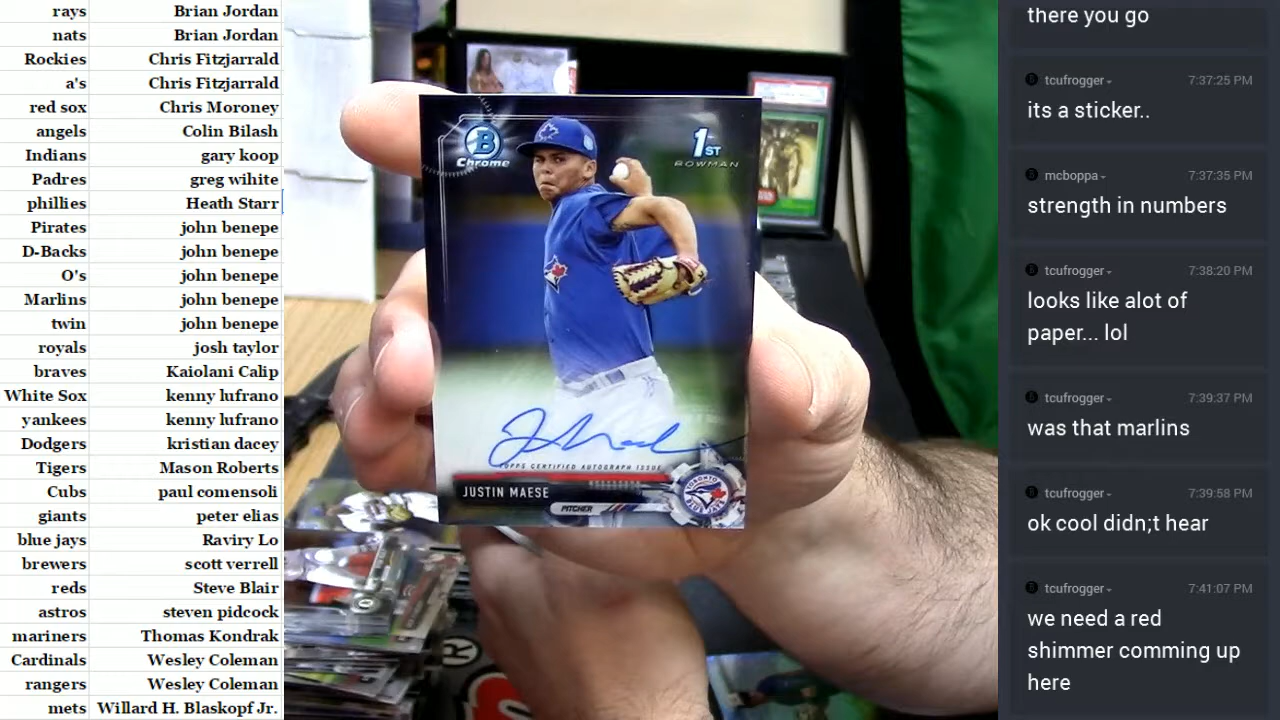 rays Brian Jordan
nats Brian Jordan
Rockies Chris Fitzjarrald
a's Chris Fitzjarrald
red sox Chris Moroney
angels Colin Bilash
Indians gary koop
Padres greg wihite
phillies Heath Starr
Pirates john benepe
D-Backs john benepe
O's john benepe
Marlins john benepe
twin john benepe
royals josh taylor
braves Kaiolani Calip
White Sox kenny lufrano
yankees kenny lufrano
Dodgers kristian dacey
Tigers Mason Roberts
Cubs paul comensoli
giants peter elias
blue jays Raviry Lo
brewers scott verrell
reds Steve Blair
astros steven pidcock
mariners Thomas Kondrak
Cardinals Wesley Coleman
rangers Wesley Coleman
mets Willard H. Blaskopf Jr.
B
Chrome
1ST
BOWMAN
TOPPS CERTIFIED AUTOGRAPH ISSUE
JUSTIN MAESE
PITCHER
TORONTO
BLUE JAYS
there you go
tcufrogger 7:37:25 PM
its a sticker..
mcboppa 7:37:35 PM
strength in numbers
tcufrogger 7:38:20 PM
looks like alot of
paper... lol
tcufrogger 7:39:37 PM
was that marlins
tcufrogger 7:39:58 PM
ok cool didn;t hear
tcufrogger 7:41:07 PM
we need a red
shimmer comming up
here